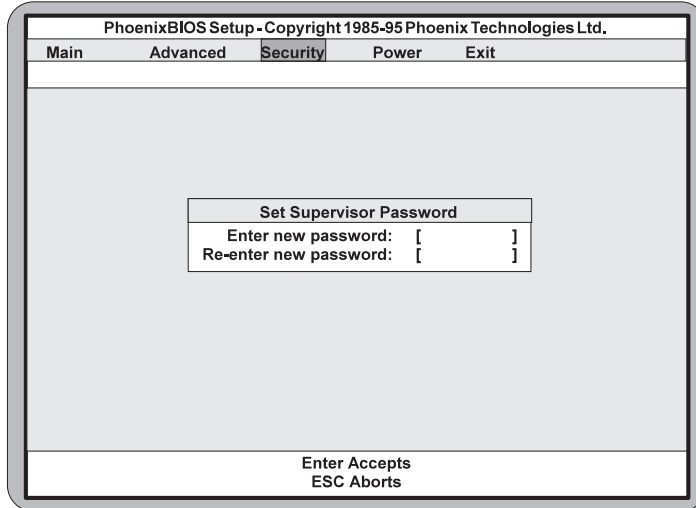 PhoenixBIOS Setup - Copyright 1985-95 Phoenix Technologies Ltd.
Main Advanced Security Power Exit
Set Supervisor Password
Enter new password: [ ]
Re-enter new password: [ ]
Enter Accepts
ESC Aborts